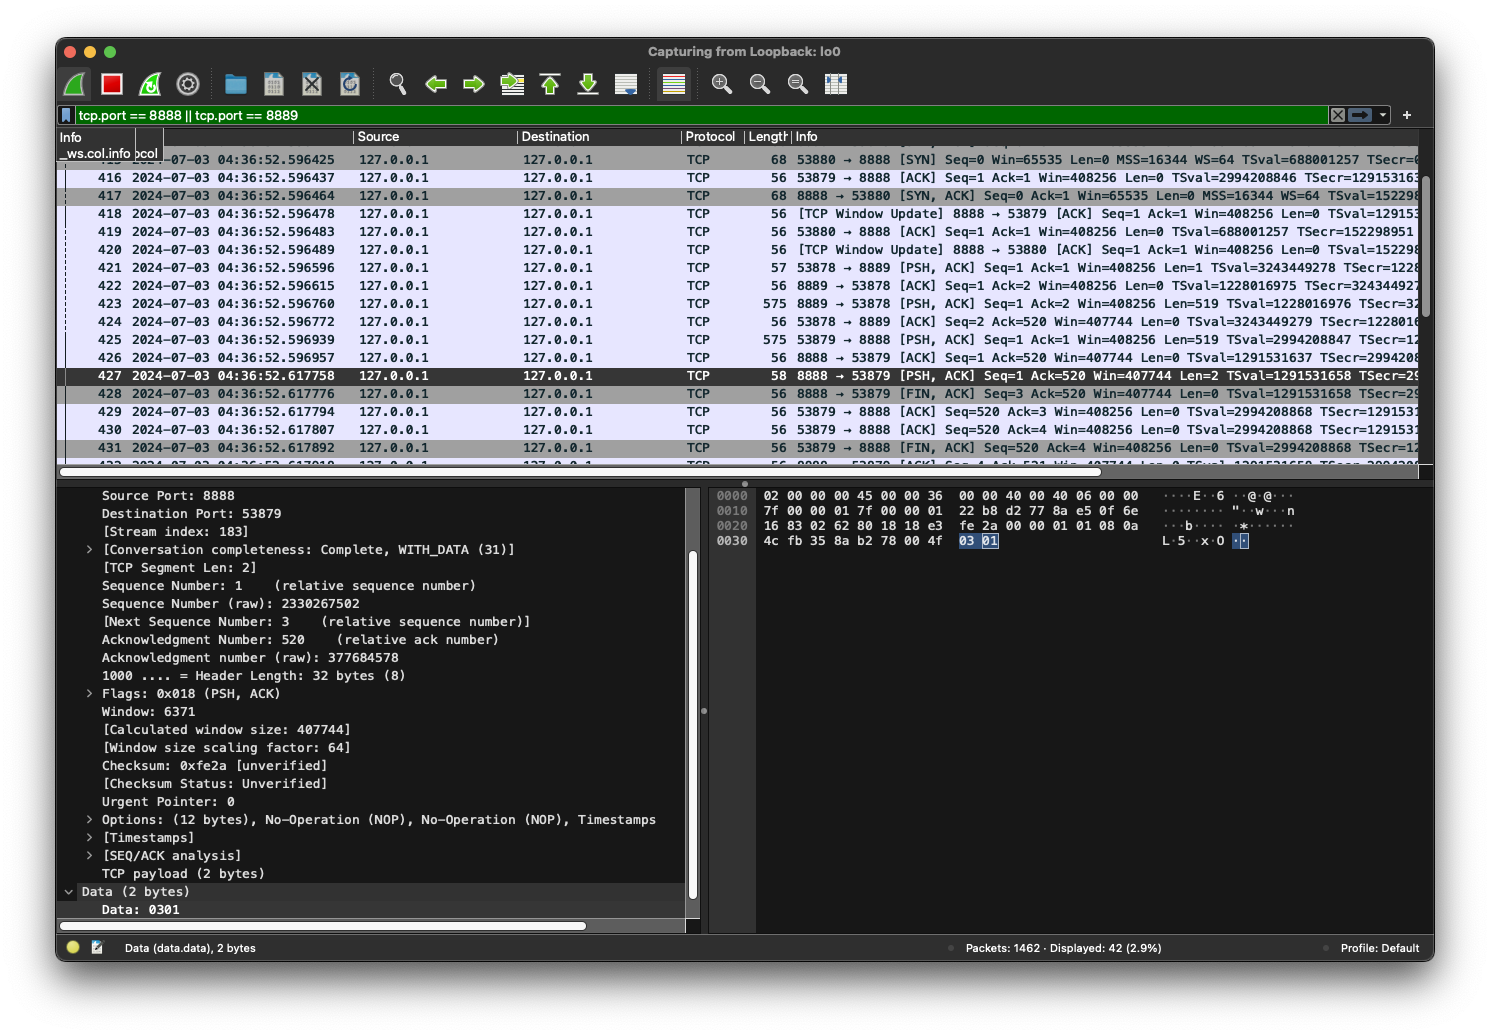 Capturing from Loopback: lo0
tcp.port == 8888 || tcp.port == 8889
Info
_ws.col.info
ocol
Source Destination Protocol Length Info
2024-07-03 04:36:52.596425 127.0.0.1 127.0.0.1 TCP 68 53880 → 8888 [SYN] Seq=0 Win=65535 Len=0 MSS=16344 WS=64 TSval=688001257 TSecr=0
416 2024-07-03 04:36:52.596437 127.0.0.1 127.0.0.1 TCP 56 53879 → 8888 [ACK] Seq=1 Ack=1 Win=408256 Len=0 TSval=2994208846 TSecr=12915316
417 2024-07-03 04:36:52.596464 127.0.0.1 127.0.0.1 TCP 68 8888 → 53880 [SYN, ACK] Seq=0 Ack=1 Win=65535 Len=0 MSS=16344 WS=64 TSval=152298
418 2024-07-03 04:36:52.596478 127.0.0.1 127.0.0.1 TCP 56 [TCP Window Update] 8888 → 53879 [ACK] Seq=1 Ack=1 Win=408256 Len=0 TSval=129153
419 2024-07-03 04:36:52.596483 127.0.0.1 127.0.0.1 TCP 56 53880 → 8888 [ACK] Seq=1 Ack=1 Win=408256 Len=0 TSval=688001257 TSecr=152298951
420 2024-07-03 04:36:52.596489 127.0.0.1 127.0.0.1 TCP 56 [TCP Window Update] 8888 → 53880 [ACK] Seq=1 Ack=1 Win=408256 Len=0 TSval=152298
421 2024-07-03 04:36:52.596596 127.0.0.1 127.0.0.1 TCP 57 53878 → 8889 [PSH, ACK] Seq=1 Ack=1 Win=408256 Len=1 TSval=3243449278 TSecr=1228
422 2024-07-03 04:36:52.596615 127.0.0.1 127.0.0.1 TCP 56 8889 → 53878 [ACK] Seq=1 Ack=2 Win=408256 Len=0 TSval=1228016975 TSecr=324344927
423 2024-07-03 04:36:52.596760 127.0.0.1 127.0.0.1 TCP 575 8889 → 53878 [PSH, ACK] Seq=1 Ack=2 Win=408256 Len=519 TSval=1228016976 TSecr=32
424 2024-07-03 04:36:52.596772 127.0.0.1 127.0.0.1 TCP 56 53878 → 8889 [ACK] Seq=2 Ack=520 Win=407744 Len=0 TSval=3243449279 TSecr=1228016
425 2024-07-03 04:36:52.596939 127.0.0.1 127.0.0.1 TCP 575 53879 → 8888 [PSH, ACK] Seq=1 Ack=1 Win=408256 Len=519 TSval=2994208847 TSecr=12
426 2024-07-03 04:36:52.596957 127.0.0.1 127.0.0.1 TCP 56 8888 → 53879 [ACK] Seq=1 Ack=520 Win=407744 Len=0 TSval=1291531637 TSecr=2994208
427 2024-07-03 04:36:52.617758 127.0.0.1 127.0.0.1 TCP 58 8888 → 53879 [PSH, ACK] Seq=1 Ack=520 Win=407744 Len=2 TSval=1291531658 TSecr=29
428 2024-07-03 04:36:52.617776 127.0.0.1 127.0.0.1 TCP 56 8888 → 53879 [FIN, ACK] Seq=3 Ack=520 Win=407744 Len=0 TSval=1291531658 TSecr=29
429 2024-07-03 04:36:52.617794 127.0.0.1 127.0.0.1 TCP 56 53879 → 8888 [ACK] Seq=520 Ack=3 Win=408256 Len=0 TSval=2994208868 TSecr=129153
430 2024-07-03 04:36:52.617807 127.0.0.1 127.0.0.1 TCP 56 53879 → 8888 [ACK] Seq=520 Ack=4 Win=408256 Len=0 TSval=2994208868 TSecr=129153
431 2024-07-03 04:36:52.617892 127.0.0.1 127.0.0.1 TCP 56 53879 → 8888 [FIN, ACK] Seq=520 Ack=4 Win=408256 Len=0 TSval=2994208868 TSecr=12
Source Port: 8888
Destination Port: 53879
[Stream index: 183]
[Conversation completeness: Complete, WITH_DATA (31)]
[TCP Segment Len: 2]
Sequence Number: 1    (relative sequence number)
Sequence Number (raw): 2330267502
[Next Sequence Number: 3    (relative sequence number)]
Acknowledgment Number: 520    (relative ack number)
Acknowledgment number (raw): 377684578
1000 .... = Header Length: 32 bytes (8)
Flags: 0x018 (PSH, ACK)
Window: 6371
[Calculated window size: 407744]
[Window size scaling factor: 64]
Checksum: 0xfe2a [unverified]
[Checksum Status: Unverified]
Urgent Pointer: 0
Options: (12 bytes), No-Operation (NOP), No-Operation (NOP), Timestamps
[Timestamps]
[SEQ/ACK analysis]
TCP payload (2 bytes)
Data (2 bytes)
Data: 0301
0000 02 00 00 00 45 00 00 36 00 00 40 00 40 06 00 00 ····E··6 ··@·@···
0010 7f 00 00 01 7f 00 00 01 22 b8 d2 77 8a e5 0f 6e ········ "··w···n
0020 16 83 02 62 80 18 18 e3 fe 2a 00 00 01 01 08 0a ···b···· ·*······
0030 4c fb 35 8a b2 78 00 4f 03 01 L·5··x·O ··
Data (data.data), 2 bytes
Packets: 1462 · Displayed: 42 (2.9%)
Profile: Default